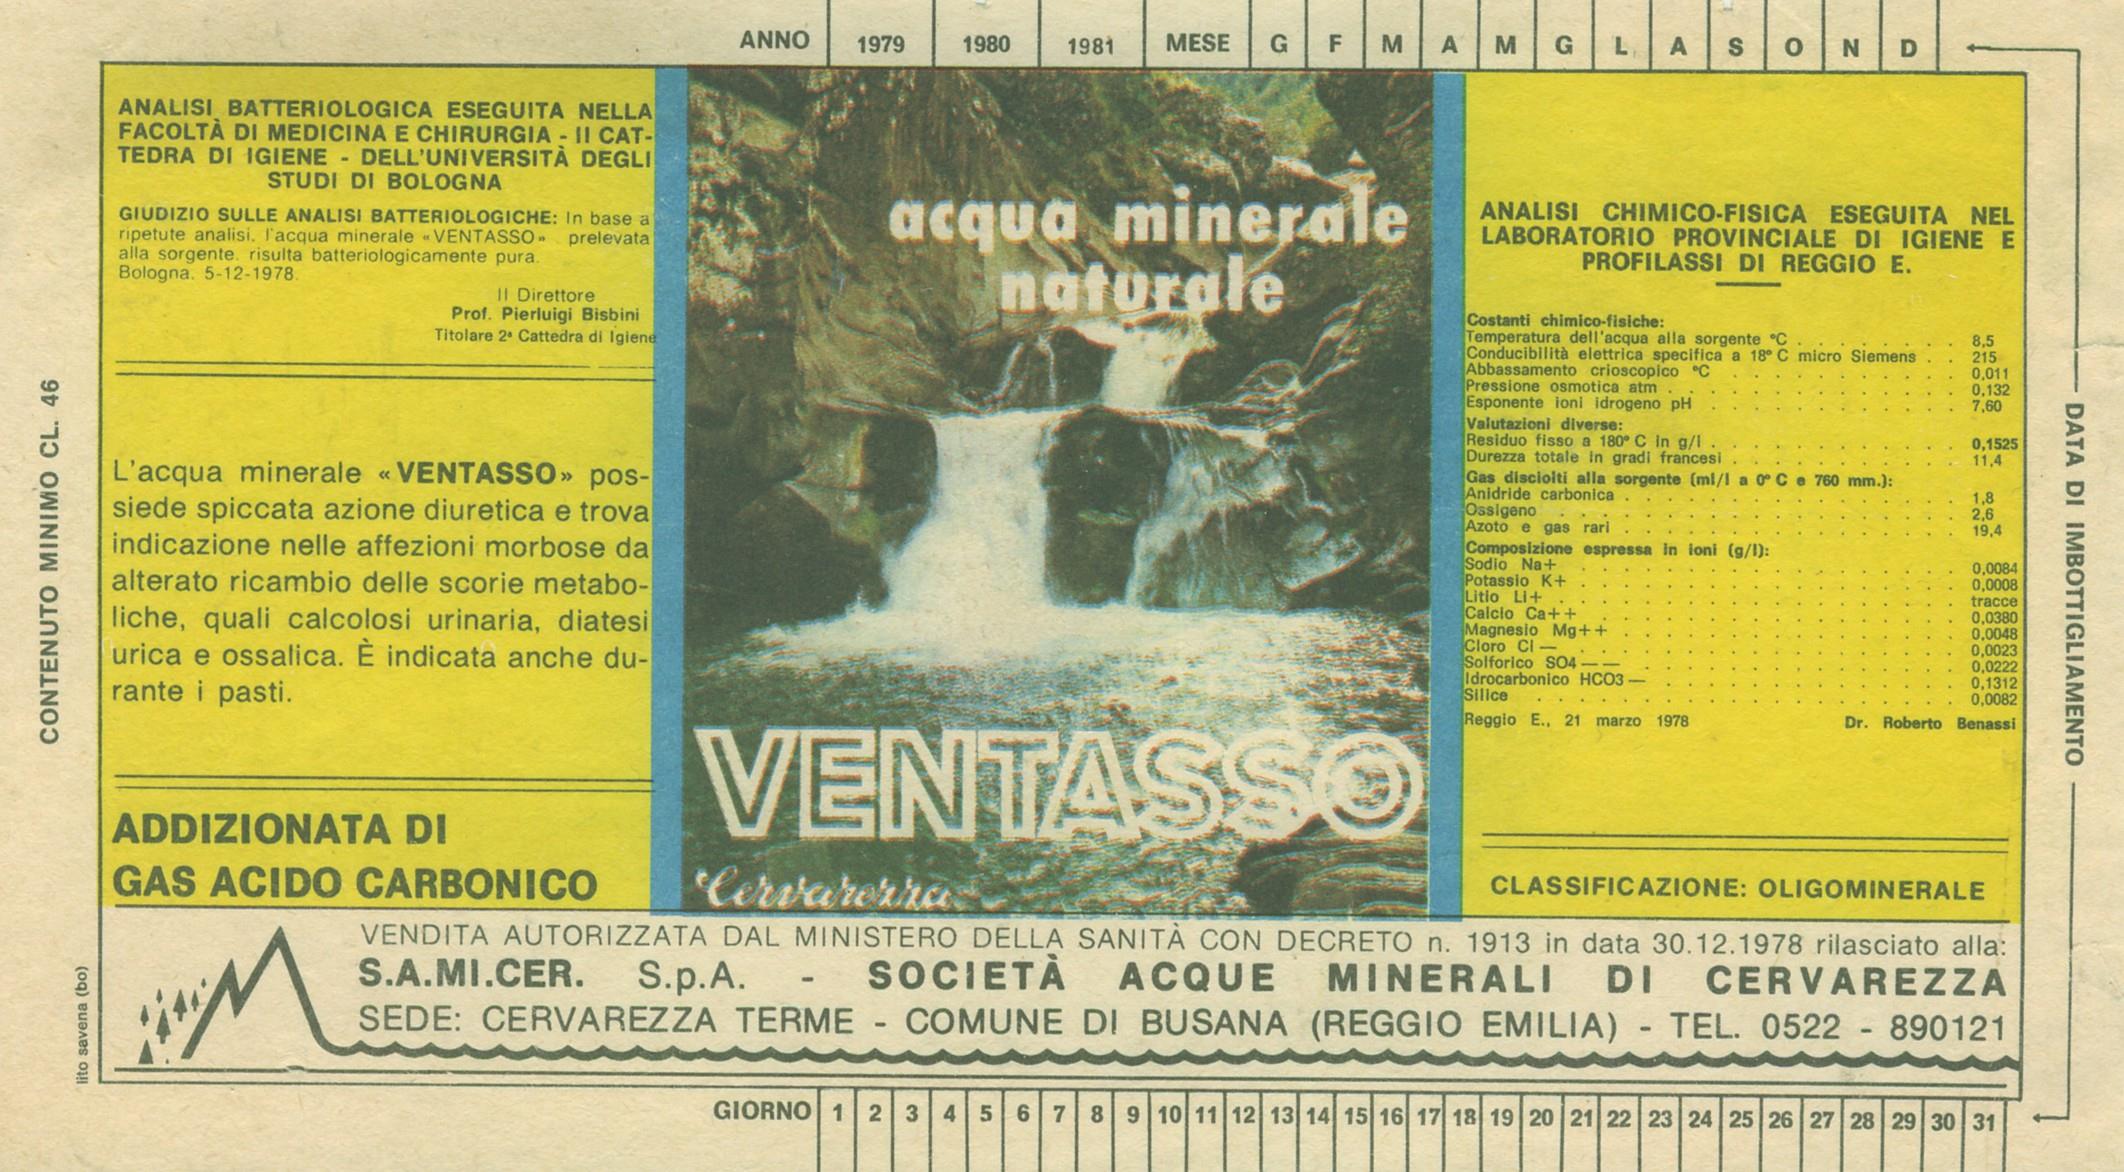 ANNO 1979 1980 1981 MESE G F M A M G L A S O N D
ANALISI BATTERIOLOGICA ESEGUITA NELLA
FACOLTÀ DI MEDICINA E CHIRURGIA - II CAT-
TEDRA DI IGIENE - DELL'UNIVERSITÀ DEGLI
STUDI DI BOLOGNA
GIUDIZIO SULLE ANALISI BATTERIOLOGICHE: In base a
ripetute analisi, l'acqua minerale «VENTASSO» prelevata
alla sorgente, risulta batteriologicamente pura.
Bologna, 5-12-1978.
Il Direttore
Prof. Pierluigi Bisbini
Titolare 2ª Cattedra di Igiene
L'acqua minerale «VENTASSO» pos-
siede spiccata azione diuretica e trova
indicazione nelle affezioni morbose da
alterato ricambio delle scorie metabo-
liche, quali calcolosi urinaria, diatesi
urica e ossalica. È indicata anche du-
rante i pasti.
ADDIZIONATA DI
GAS ACIDO CARBONICO
acqua minerale
naturale
VENTASSO
Cervarezza
ANALISI CHIMICO-FISICA ESEGUITA NEL
LABORATORIO PROVINCIALE DI IGIENE E
PROFILASSI DI REGGIO E.
Costanti chimico-fisiche:
Temperatura dell'acqua alla sorgente °C . . . . . . . . 8,5
Conducibilità elettrica specifica a 18° C micro Siemens . . 215
Abbassamento crioscopico °C . . . . . . . . . . 0,011
Pressione osmotica atm . . . . . . . . . . . . 0,132
Esponente ioni idrogeno pH . . . . . . . . . . . 7,60
Valutazioni diverse:
Residuo fisso a 180° C in g/l . . . . . . . . . . 0,1525
Durezza totale in gradi francesi . . . . . . . . . . 11,4
Gas disciolti alla sorgente (ml/l a 0° C e 760 mm.):
Anidride carbonica . . . . . . . . . . . . . 1,8
Ossigeno . . . . . . . . . . . . . . . 2,6
Azoto e gas rari . . . . . . . . . . . . . 19,4
Composizione espressa in ioni (g/l):
Sodio Na+ . . . . . . . . . . . . . . 0,0084
Potassio K+ . . . . . . . . . . . . . . 0,0008
Litio Li+ . . . . . . . . . . . . . . . tracce
Calcio Ca++ . . . . . . . . . . . . . . 0,0380
Magnesio Mg++ . . . . . . . . . . . . . 0,0048
Cloro Cl— . . . . . . . . . . . . . . 0,0023
Solforico SO4—— . . . . . . . . . . . . . 0,0222
Idrocarbonico HCO3— . . . . . . . . . . . . 0,1312
Silice . . . . . . . . . . . . . . . 0,0082
Reggio E., 21 marzo 1978 Dr. Roberto Benassi
CLASSIFICAZIONE: OLIGOMINERALE
VENDITA AUTORIZZATA DAL MINISTERO DELLA SANITÀ CON DECRETO n. 1913 in data 30.12.1978 rilasciato alla:
S.A.MI.CER. S.p.A. - SOCIETÀ ACQUE MINERALI DI CERVAREZZA
SEDE: CERVAREZZA TERME - COMUNE DI BUSANA (REGGIO EMILIA) - TEL. 0522 - 890121
GIORNO 1 2 3 4 5 6 7 8 9 10 11 12 13 14 15 16 17 18 19 20 21 22 23 24 25 26 27 28 29 30 31
CONTENUTO MINIMO CL. 46
lito savena (bo)
DATA DI IMBOTTIGLIAMENTO